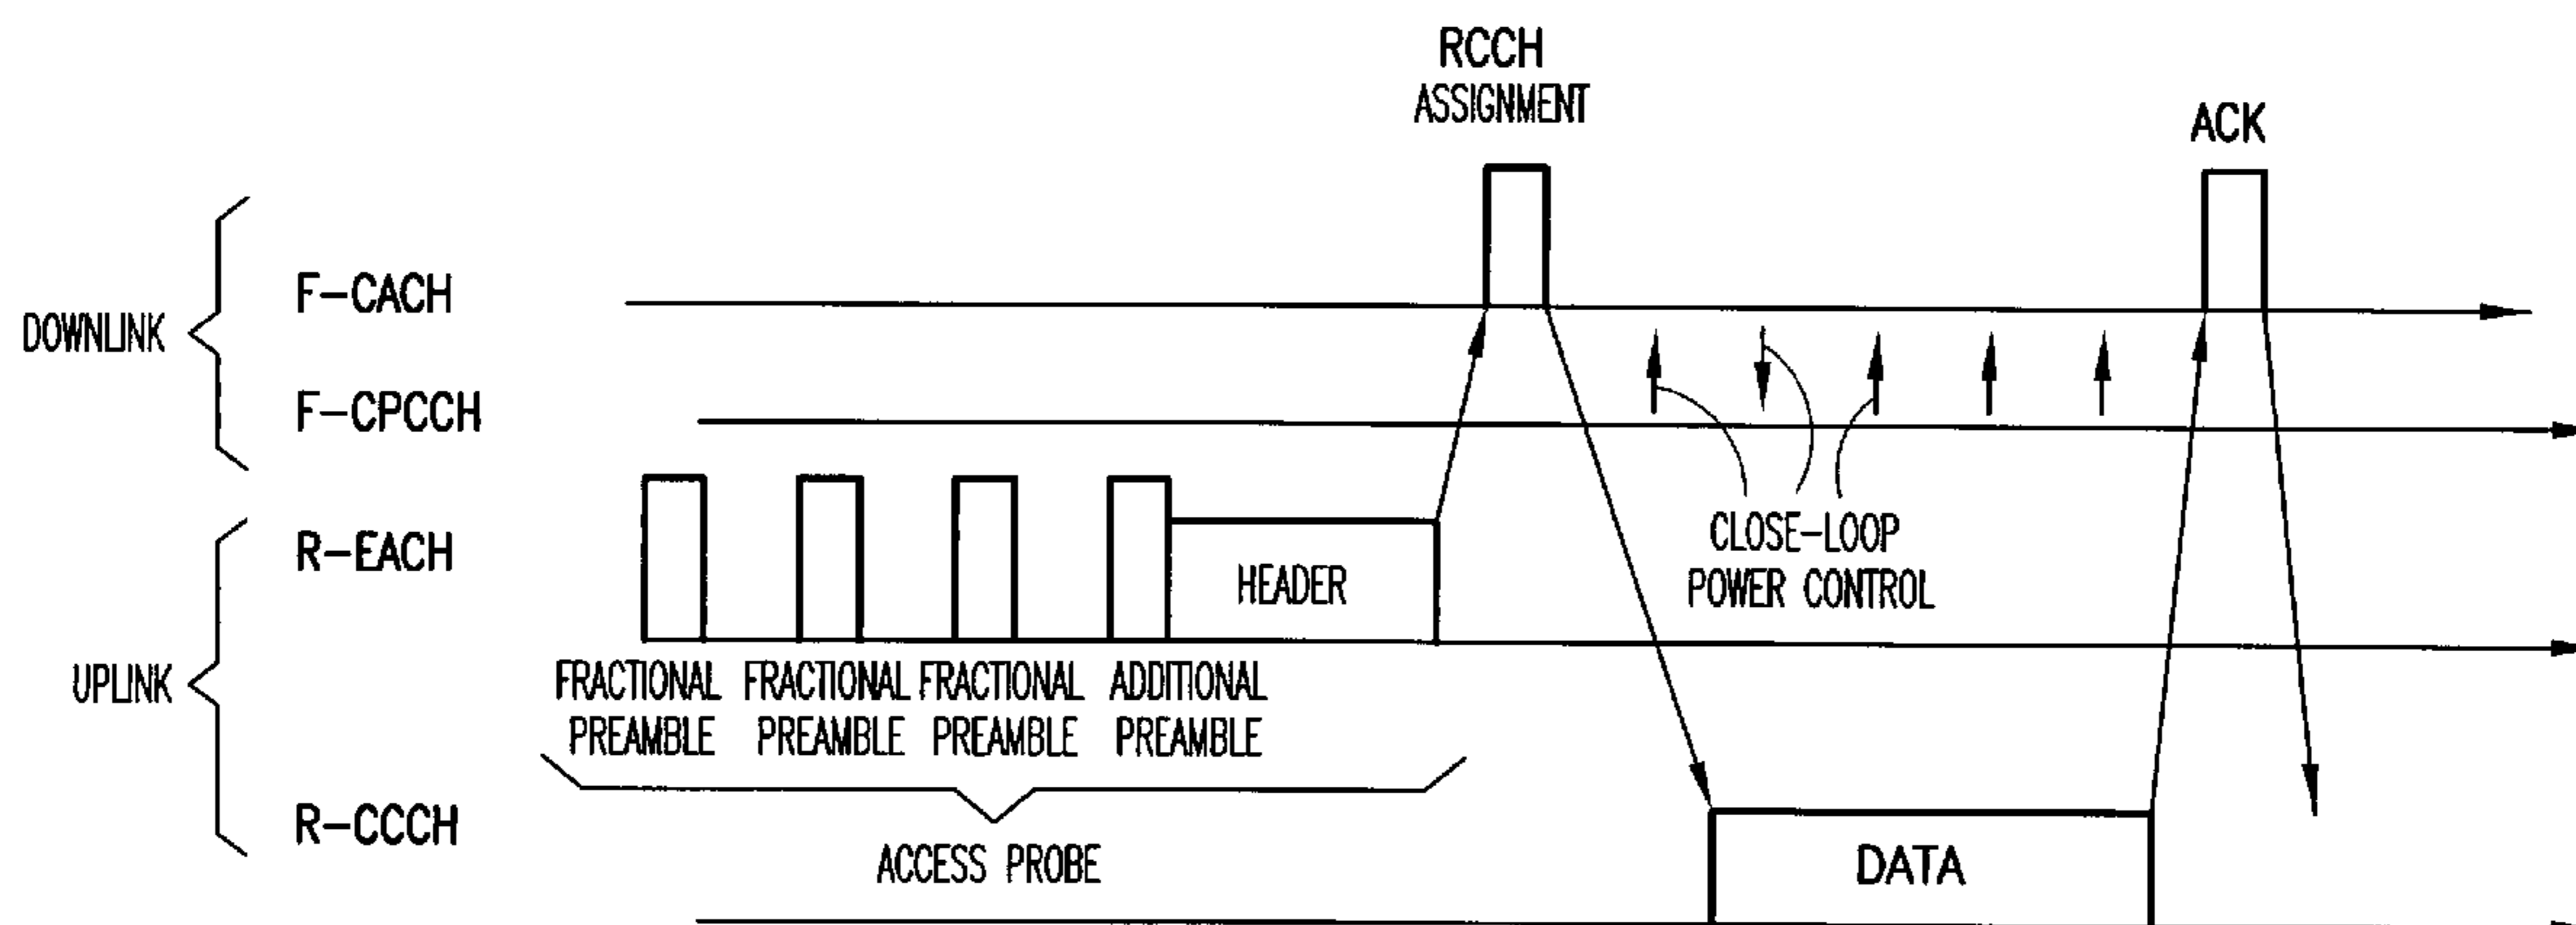 RCCH
ASSIGNMENT
ACK
DOWNLINK
F-CACH
F-CPCCH
UPLINK
R-EACH
HEADER
CLOSE-LOOP
POWER CONTROL
FRACTIONAL FRACTIONAL FRACTIONAL ADDITIONAL
PREAMBLE PREAMBLE PREAMBLE PREAMBLE
R-CCCH
ACCESS PROBE
DATA